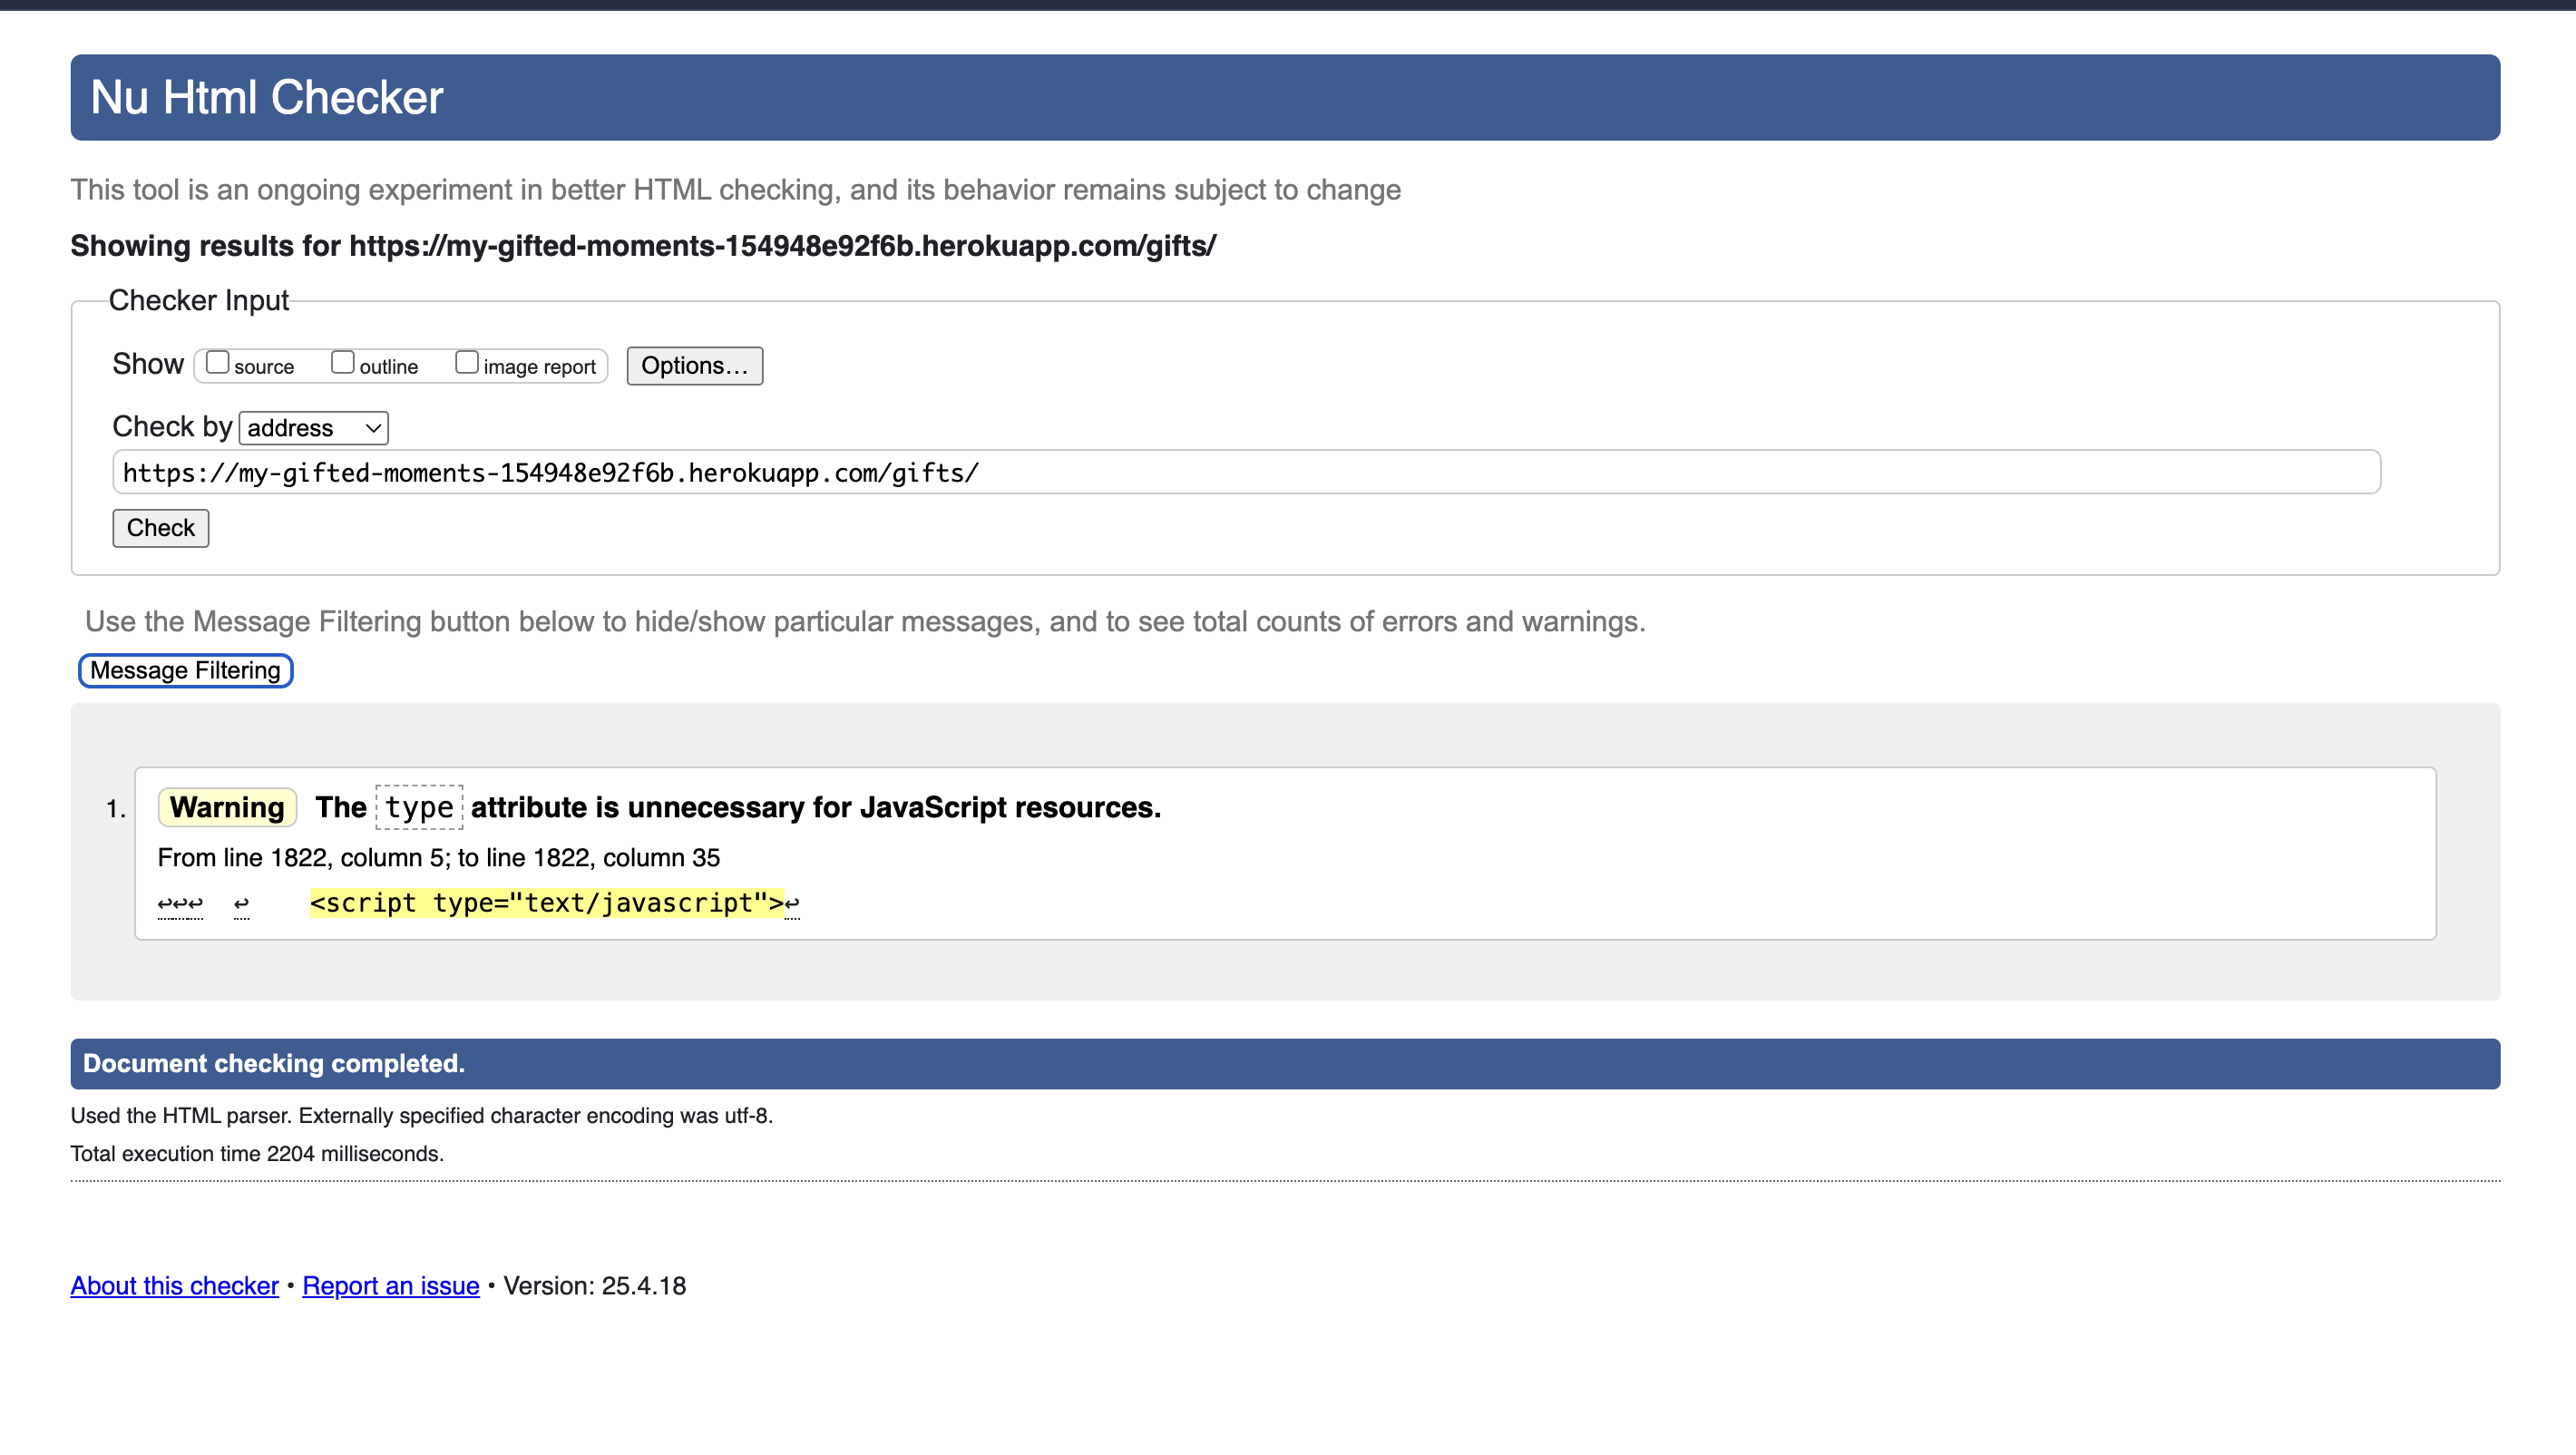 Nu Html Checker
This tool is an ongoing experiment in better HTML checking, and its behavior remains subject to change
Showing results for https://my-gifted-moments-154948e92f6b.herokuapp.com/gifts/
Checker Input
Show source outline image report Options...
Check by address
https://my-gifted-moments-154948e92f6b.herokuapp.com/gifts/
Check
Use the Message Filtering button below to hide/show particular messages, and to see total counts of errors and warnings.
Message Filtering
1. Warning The type attribute is unnecessary for JavaScript resources.
From line 1822, column 5; to line 1822, column 35
↩↩↩ ↩ <script type="text/javascript">↩
Document checking completed.
Used the HTML parser. Externally specified character encoding was utf-8.
Total execution time 2204 milliseconds.
About this checker • Report an issue • Version: 25.4.18